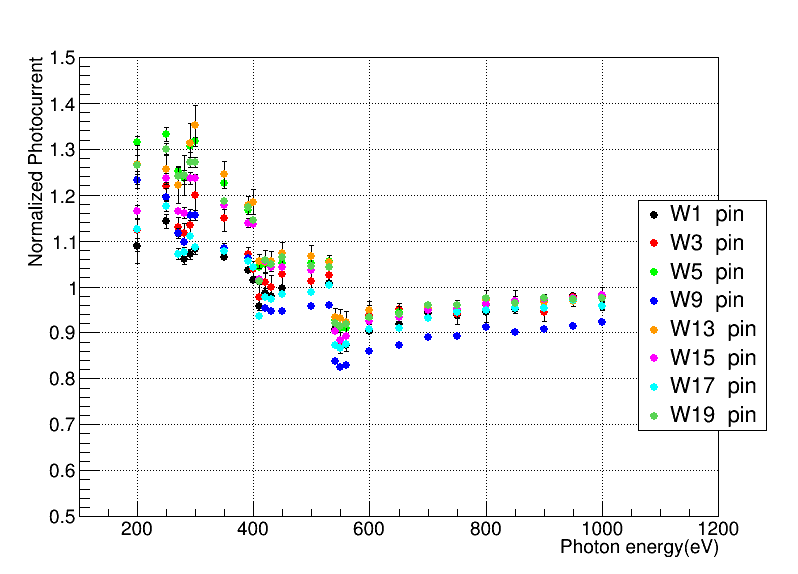 Normalized Photocurrent
1.5
1.4
1.3
1.2
1.1
1
0.9
0.8
0.7
0.6
0.5
200
400
600
800
1000
1200
Photon energy(eV)
W1 pin
W3 pin
W5 pin
W9 pin
W13 pin
W15 pin
W17 pin
W19 pin